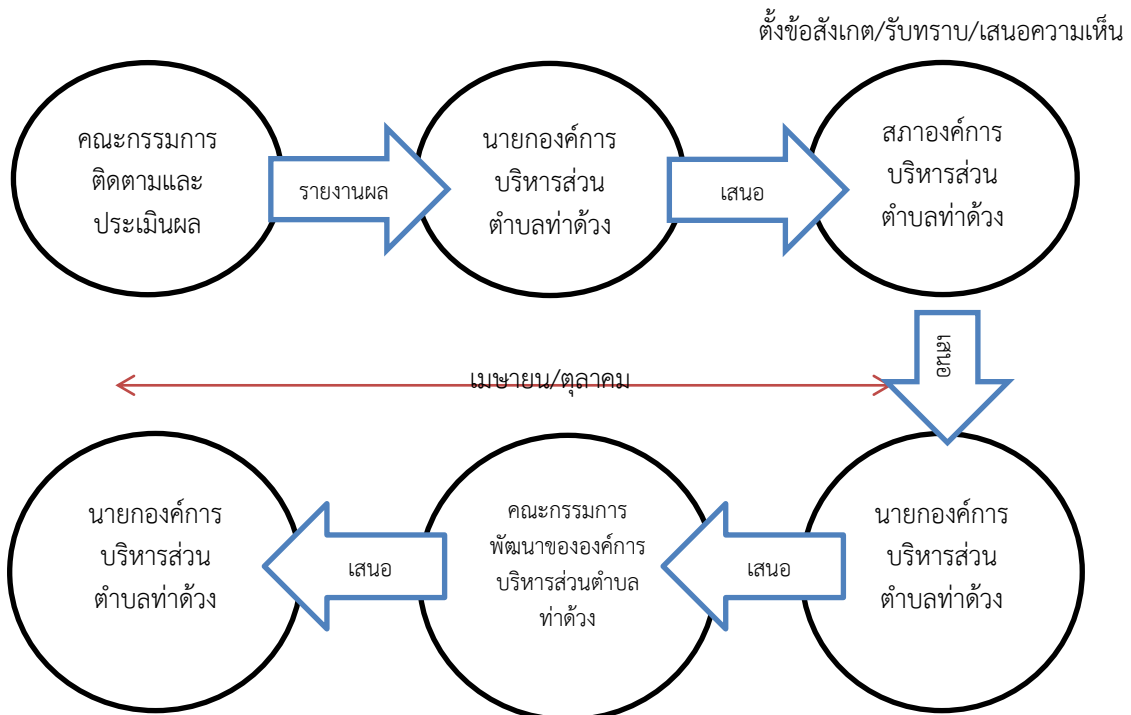 ตั้งข้อสังเกต/รับทราบ/เสนอความเห็น
คณะกรรมการ
ติดตามและ
ประเมินผล
รายงานผล
นายกองค์การ
บริหารส่วน
ตำบลท่าด้วง
เสนอ
สภาองค์การ
บริหารส่วน
ตำบลท่าด้วง
เสนอ
เมษายน/ตุลาคม
นายกองค์การ
บริหารส่วน
ตำบลท่าด้วง
เสนอ
คณะกรรมการ
พัฒนาขององค์การ
บริหารส่วนตำบล
ท่าด้วง
เสนอ
นายกองค์การ
บริหารส่วน
ตำบลท่าด้วง